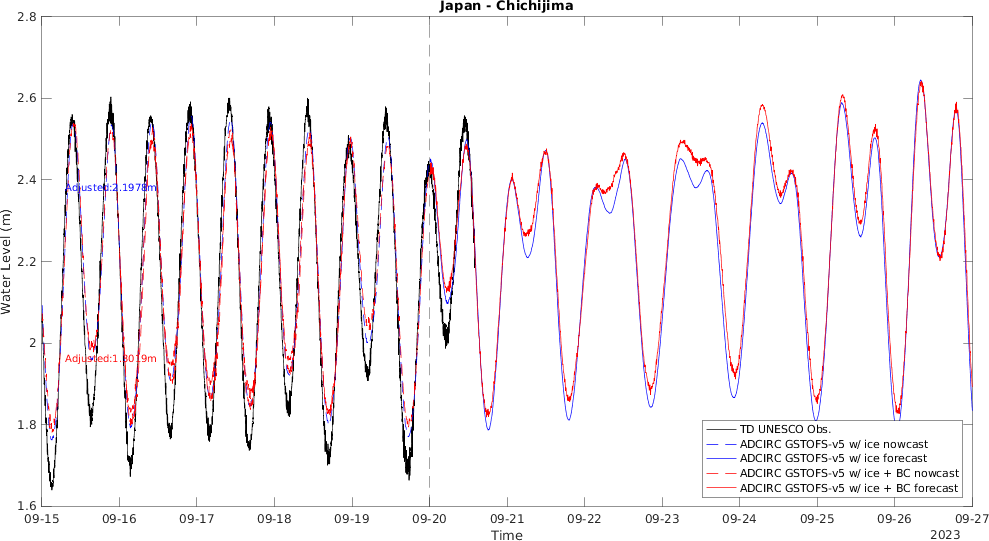 Japan - Chichijima
2.8
2.6
2.4
2.2
2
1.8
1.6
Water Level (m)
Adjusted:2.1978m
Adjusted:1.8019m
TD UNESCO Obs.
ADCIRC GSTOFS-v5 w/ ice nowcast
ADCIRC GSTOFS-v5 w/ ice forecast
ADCIRC GSTOFS-v5 w/ ice + BC nowcast
ADCIRC GSTOFS-v5 w/ ice + BC forecast
09-15 09-16 09-17 09-18 09-19 09-20 09-21 09-22 09-23 09-24 09-25 09-26 09-27
Time
2023